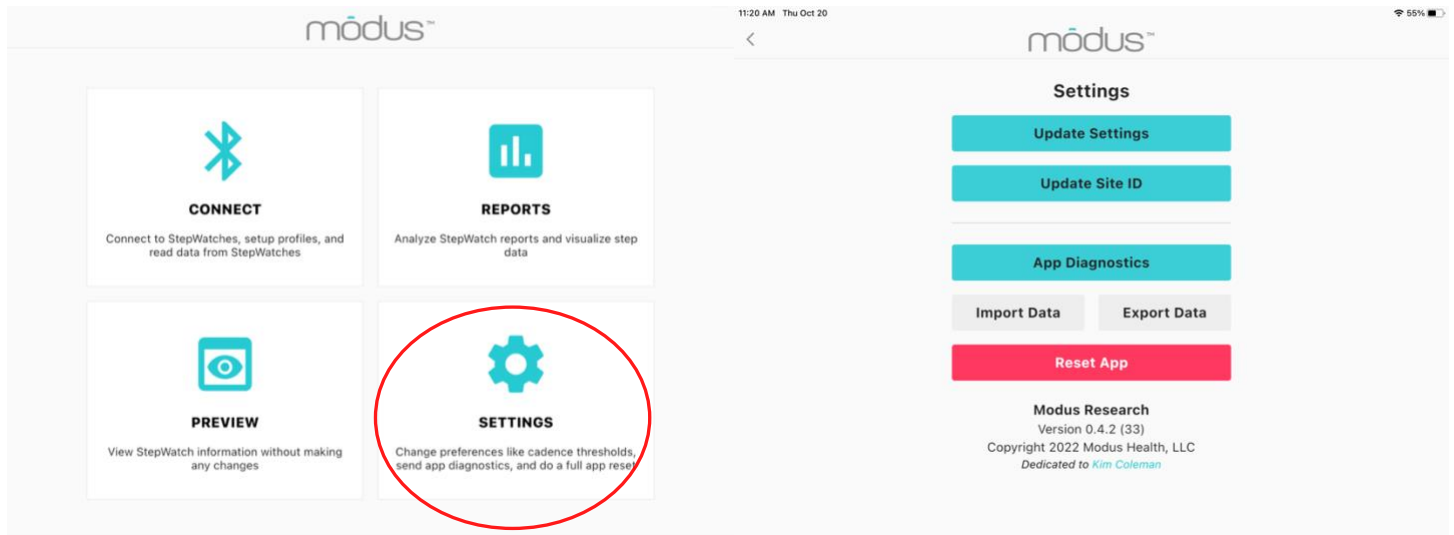 mōdus™
CONNECT
Connect to StepWatches, setup profiles, and
read data from StepWatches
REPORTS
Analyze StepWatch reports and visualize step
data
PREVIEW
View StepWatch information without making
any changes
SETTINGS
Change preferences like cadence thresholds,
send app diagnostics, and do a full app reset
11:20 AM Thu Oct 20
55%
mōdus™
Settings
Update Settings
Update Site ID
App Diagnostics
Import Data
Export Data
Reset App
Modus Research
Version 0.4.2 (33)
Copyright 2022 Modus Health, LLC
Dedicated to Kim Coleman